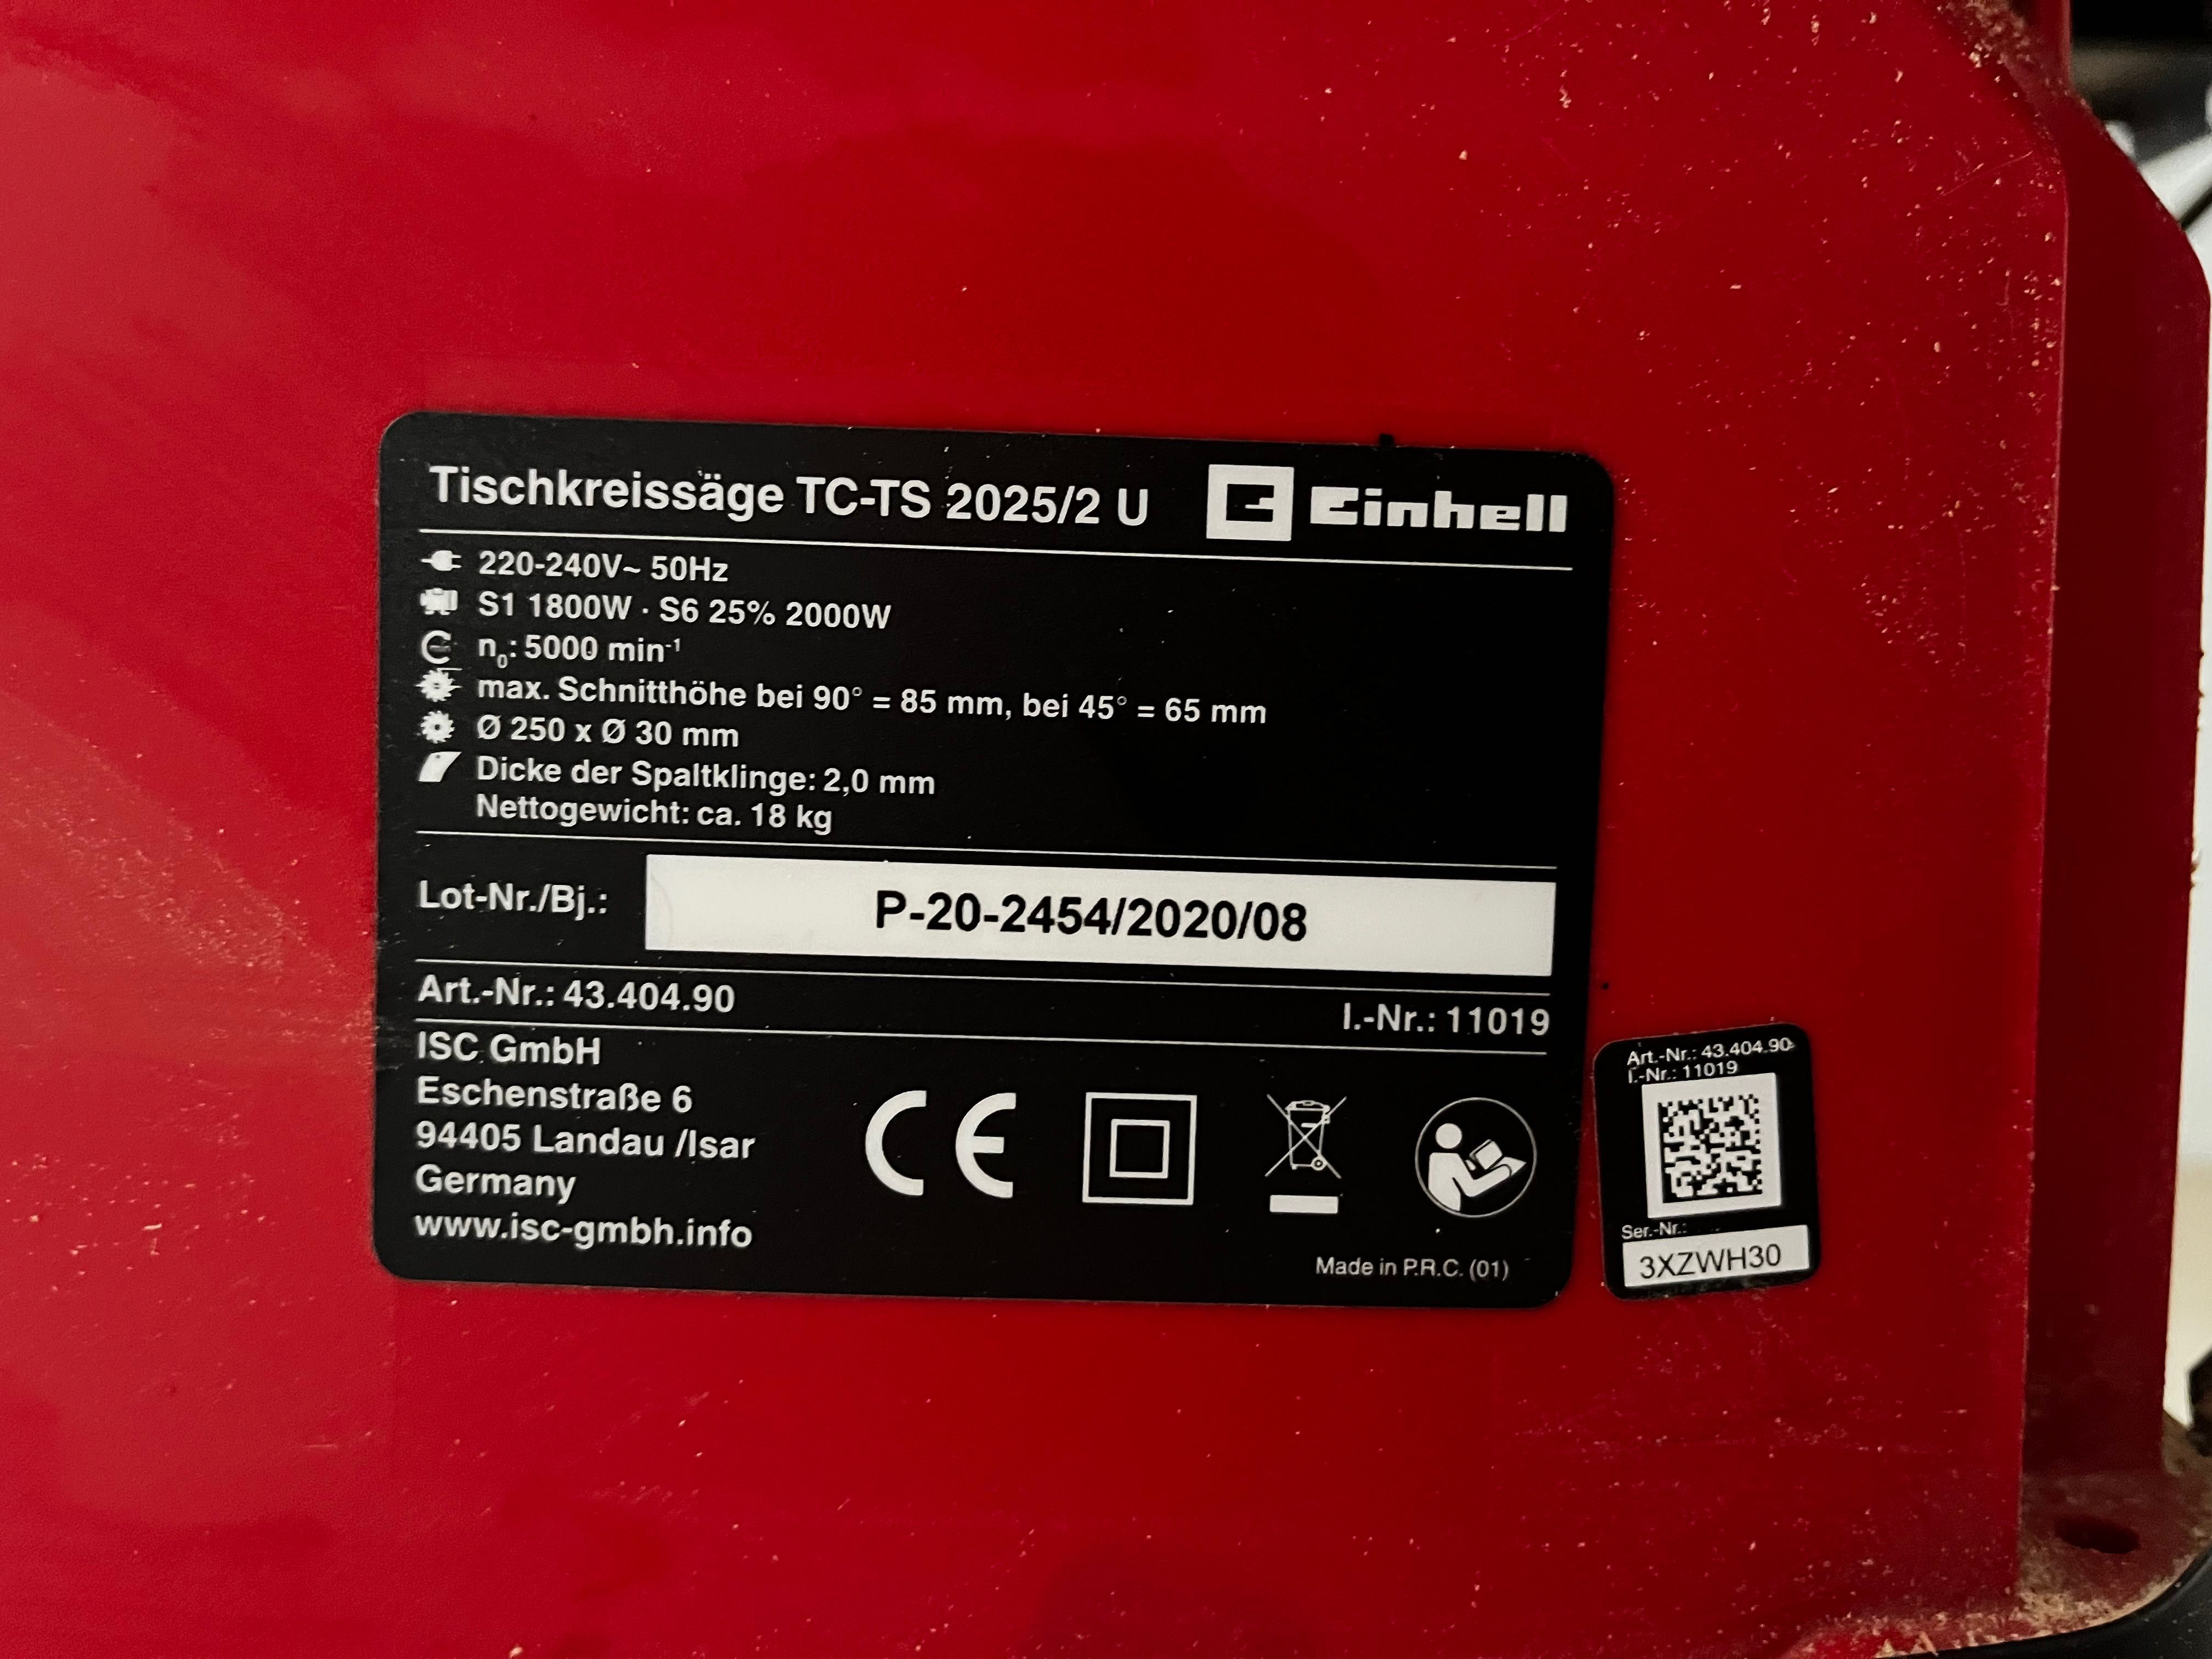 Tischkreissäge TC-TS 2025/2 U
Einhell
220-240V~ 50Hz
S1 1800W · S6 25% 2000W
n₀: 5000 min⁻¹
max. Schnitthöhe bei 90° = 85 mm, bei 45° = 65 mm
Ø 250 x Ø 30 mm
Dicke der Spaltklinge: 2,0 mm
Nettogewicht: ca. 18 kg
Lot-Nr./Bj.: P-20-2454/2020/08
Art.-Nr.: 43.404.90 I.-Nr.: 11019
ISC GmbH
Eschenstraße 6
94405 Landau /Isar
Germany
www.isc-gmbh.info
CE
Made in P.R.C. (01)
Art.-Nr.: 43.404.90
I.-Nr.: 11019
Ser.-Nr.:
3XZWH30